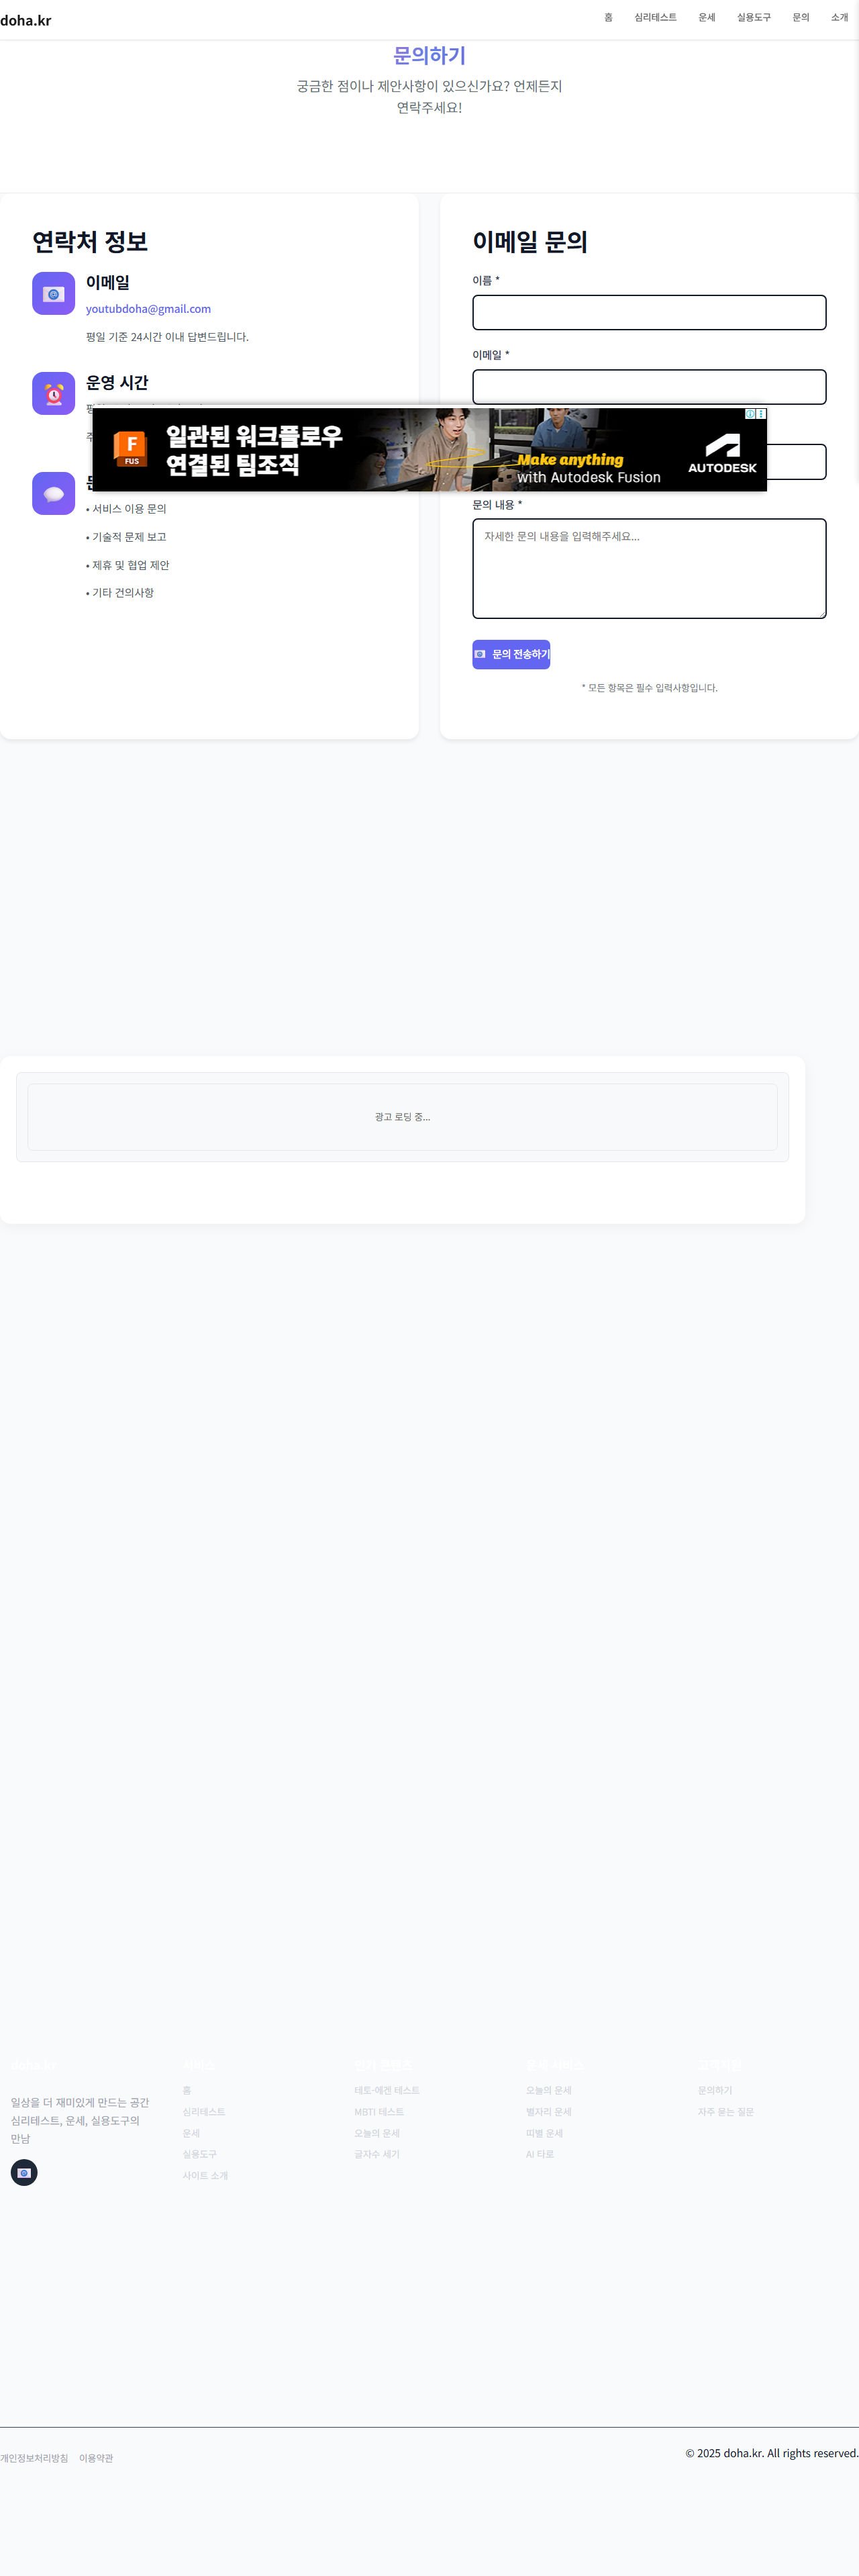 doha.kr
홈
심리테스트
운세
실용도구
문의
소개
문의하기
궁금한 점이나 제안사항이 있으신가요? 언제든지
연락주세요!
연락처 정보
이메일
youtubdoha@gmail.com
평일 기준 24시간 이내 답변드립니다.
운영 시간
• 서비스 이용 문의
• 기술적 문제 보고
• 제휴 및 협업 제안
• 기타 건의사항
이메일 문의
이름 *
이메일 *
F
FUS
일관된 워크플로우
연결된 팀조직
Make anything
with Autodesk Fusion
AUTODESK
문의 내용 *
자세한 문의 내용을 입력해주세요...
문의 전송하기
* 모든 항목은 필수 입력사항입니다.
광고 로딩 중...
일상을 더 재미있게 만드는 공간
심리테스트, 운세, 실용도구의
만남
홈
심리테스트
운세
실용도구
사이트 소개
테토-에겐 테스트
MBTI 테스트
오늘의 운세
글자수 세기
오늘의 운세
별자리 운세
띠별 운세
AI 타로
문의하기
자주 묻는 질문
개인정보처리방침
이용약관
© 2025 doha.kr. All rights reserved.